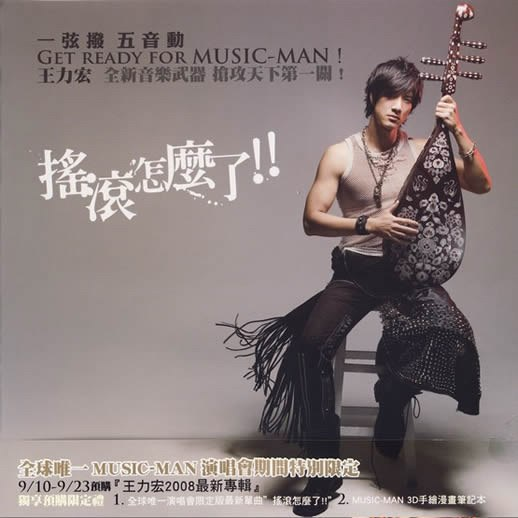 一弦撥 五音動
GET READY FOR MUSIC-MAN!
王力宏 全新音樂武器 搶攻天下第一關!
搖滾怎麼了!!
全球唯一 MUSIC-MAN 演唱會期間特別限定
9/10-9/23預購『王力宏2008最新專輯』
獨享預購限定禮 1. 全球唯一演唱會限定版最新單曲"搖滾怎麼了!!" 2. MUSIC-MAN 3D手繪漫畫筆記本